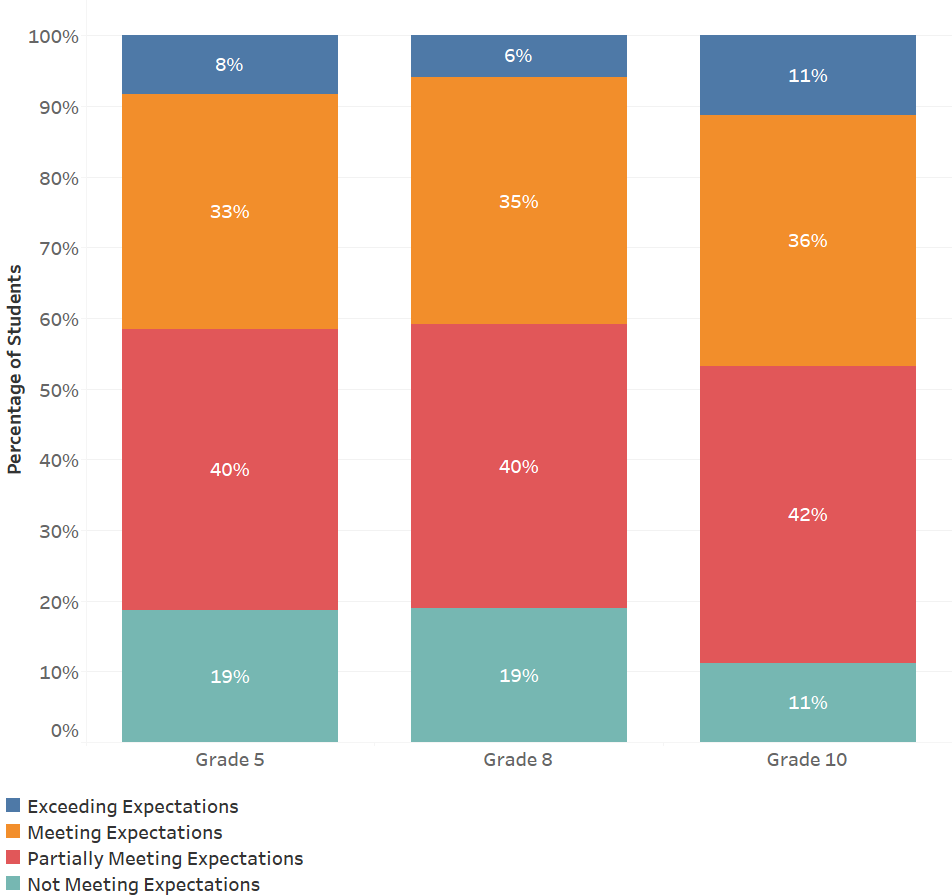 Percentage of Students
100%
90%
80%
70%
60%
50%
40%
30%
20%
10%
0%
8%
33%
40%
19%
6%
35%
40%
19%
11%
36%
42%
11%
Grade 5
Grade 8
Grade 10
Exceeding Expectations
Meeting Expectations
Partially Meeting Expectations
Not Meeting Expectations